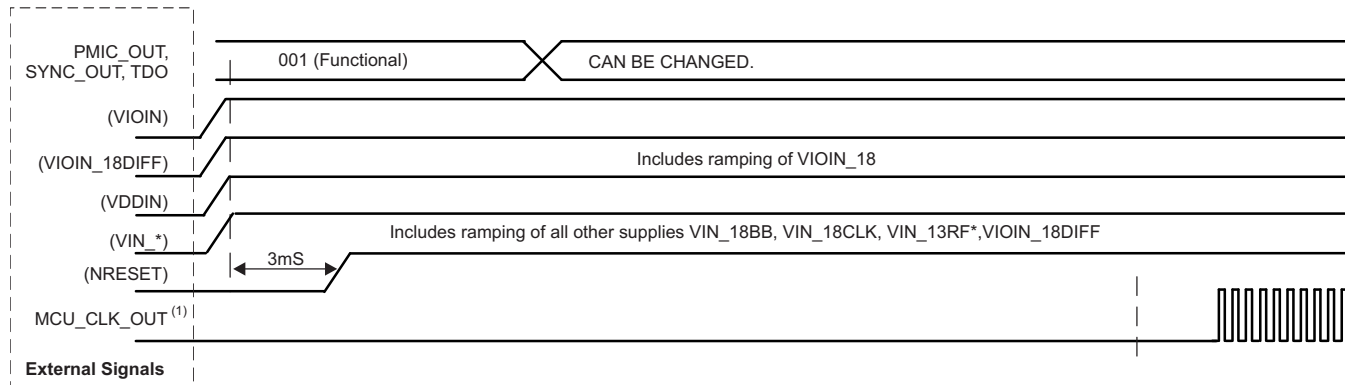 PMIC_OUT,
SYNC_OUT, TDO
001 (Functional)
CAN BE CHANGED.
(VIOIN)
(VIOIN_18DIFF)
Includes ramping of VIOIN_18
(VDDIN)
(VIN_*)
Includes ramping of all other supplies VIN_18BB, VIN_18CLK, VIN_13RF*,VIOIN_18DIFF
3mS
(NRESET)
MCU_CLK_OUT (1)
External Signals